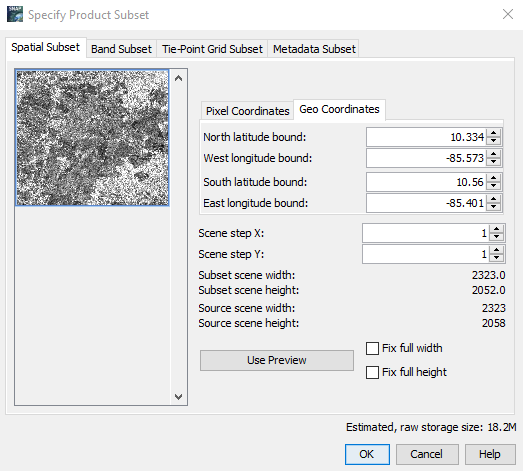 SNAP
Specify Product Subset
Spatial Subset Band Subset Tie-Point Grid Subset Metadata Subset
Pixel Coordinates Geo Coordinates
North latitude bound: 10.334
West longitude bound: -85.573
South latitude bound: 10.56
East longitude bound: -85.401
Scene step X: 1
Scene step Y: 1
Subset scene width: 2323.0
Subset scene height: 2052.0
Source scene width: 2323
Source scene height: 2058
Use Preview
Fix full width
Fix full height
Estimated, raw storage size: 18.2M
OK Cancel Help